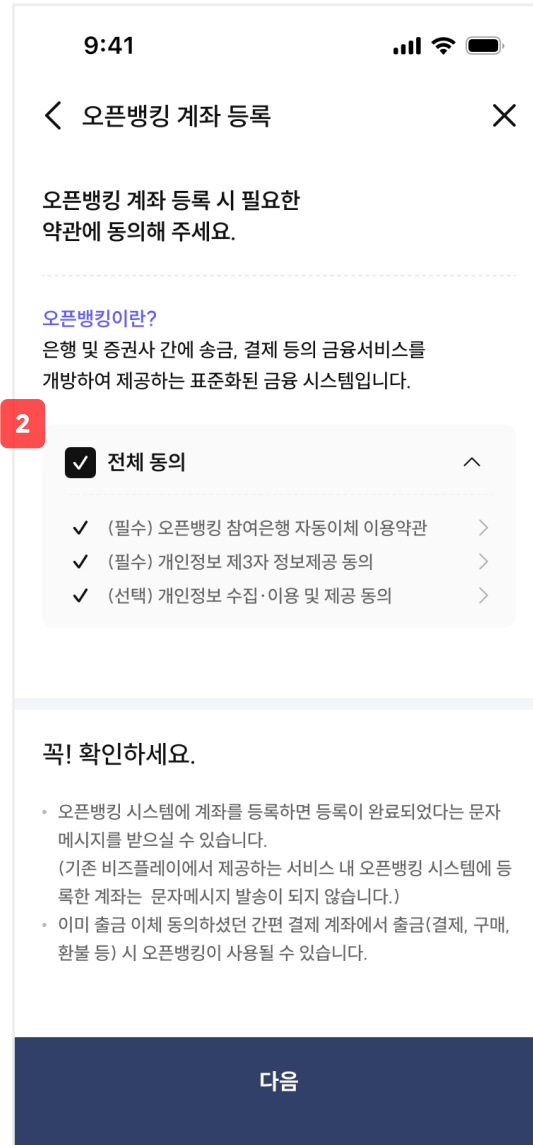 9:41
오픈뱅킹 계좌 등록
오픈뱅킹 계좌 등록 시 필요한
약관에 동의해 주세요.
오픈뱅킹이란?
은행 및 증권사 간에 송금, 결제 등의 금융서비스를
개방하여 제공하는 표준화된 금융 시스템입니다.
2
전체 동의
(필수) 오픈뱅킹 참여은행 자동이체 이용약관
(필수) 개인정보 제3자 정보제공 동의
(선택) 개인정보 수집·이용 및 제공 동의
꼭! 확인하세요.
• 오픈뱅킹 시스템에 계좌를 등록하면 등록이 완료되었다는 문자
메시지를 받으실 수 있습니다.
(기존 비즈플레이에서 제공하는 서비스 내 오픈뱅킹 시스템에 등
록한 계좌는 문자메시지 발송이 되지 않습니다.)
• 이미 출금 이체 동의하셨던 간편 결제 계좌에서 출금(결제, 구매,
환불 등) 시 오픈뱅킹이 사용될 수 있습니다.
다음